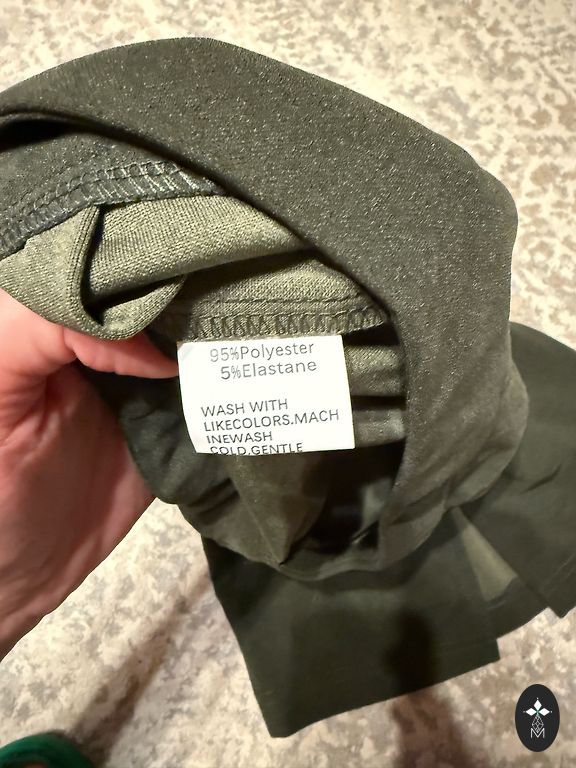 95%Polyester
5%Elastane
WASH WITH
LIKECOLORS.MACH
INEWASH
COLD,GENTLE